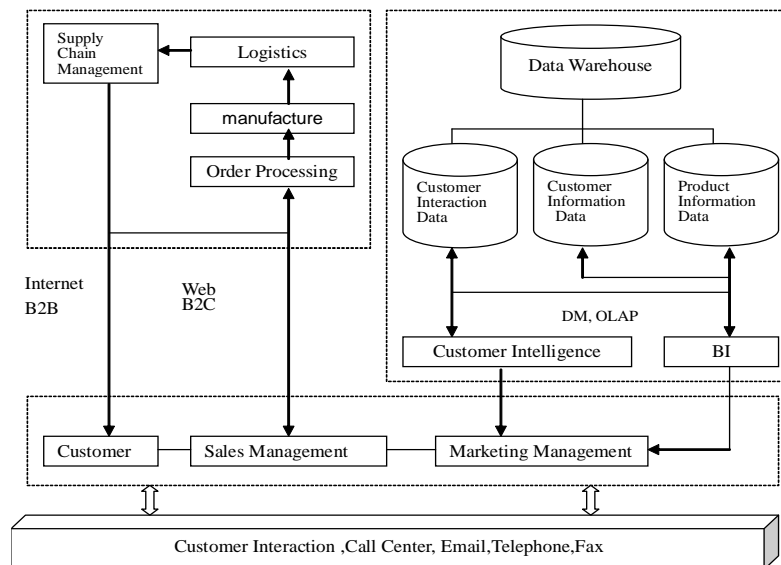 Supply
Chain
Management
Logistics
manufacture
Order Processing
Data Warehouse
Customer
Interaction
Data
Customer
Information
Data
Product
Information
Data
Internet
B2B
Web
B2C
DM, OLAP
Customer Intelligence
BI
Customer
Sales Management
Marketing Management
Customer Interaction ,Call Center, Email,Telephone,Fax